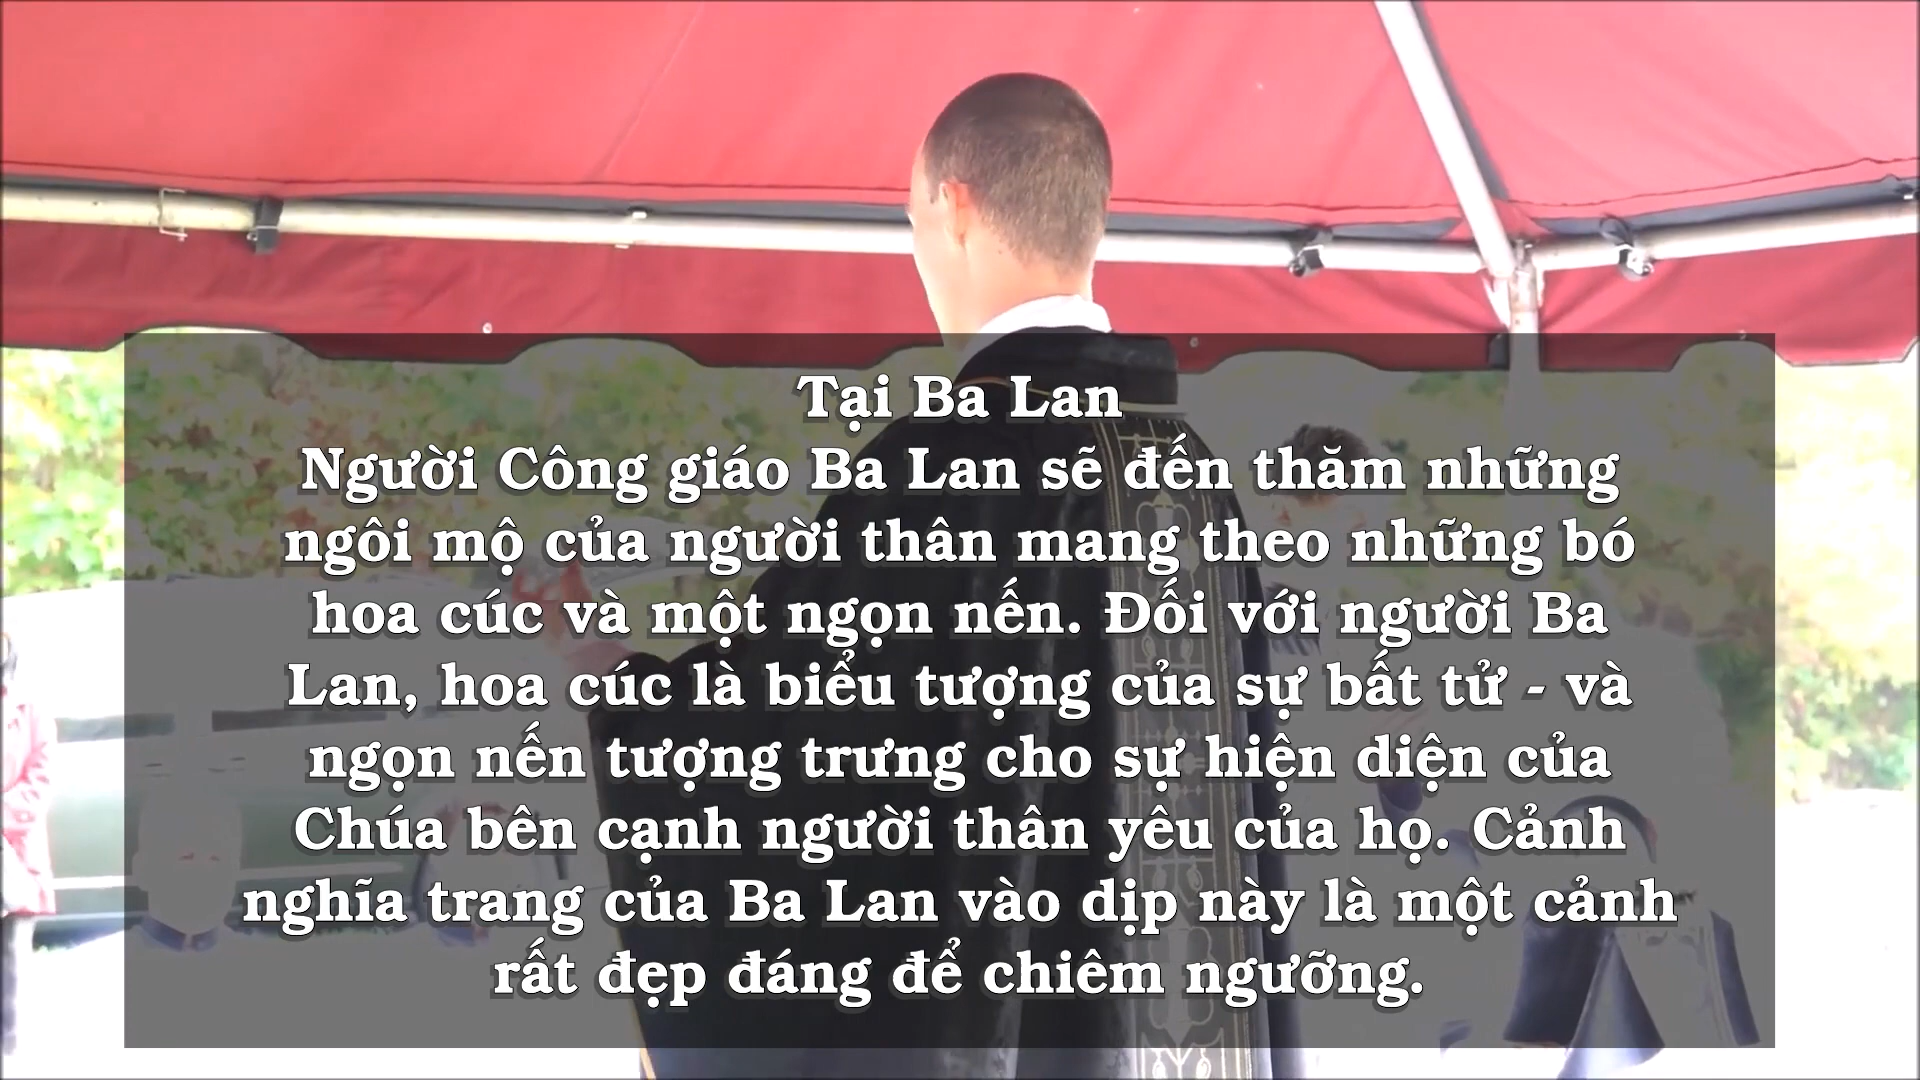 Tại Ba Lan
Người Công giáo Ba Lan sẽ đến thăm những
ngôi mộ của người thân mang theo những bó
hoa cúc và một ngọn nến. Đối với người Ba
Lan, hoa cúc là biểu tượng của sự bất tử - và
ngọn nến tượng trưng cho sự hiện diện của
Chúa bên cạnh người thân yêu của họ. Cảnh
nghĩa trang của Ba Lan vào dịp này là một cảnh
rất đẹp đáng để chiêm ngưỡng.